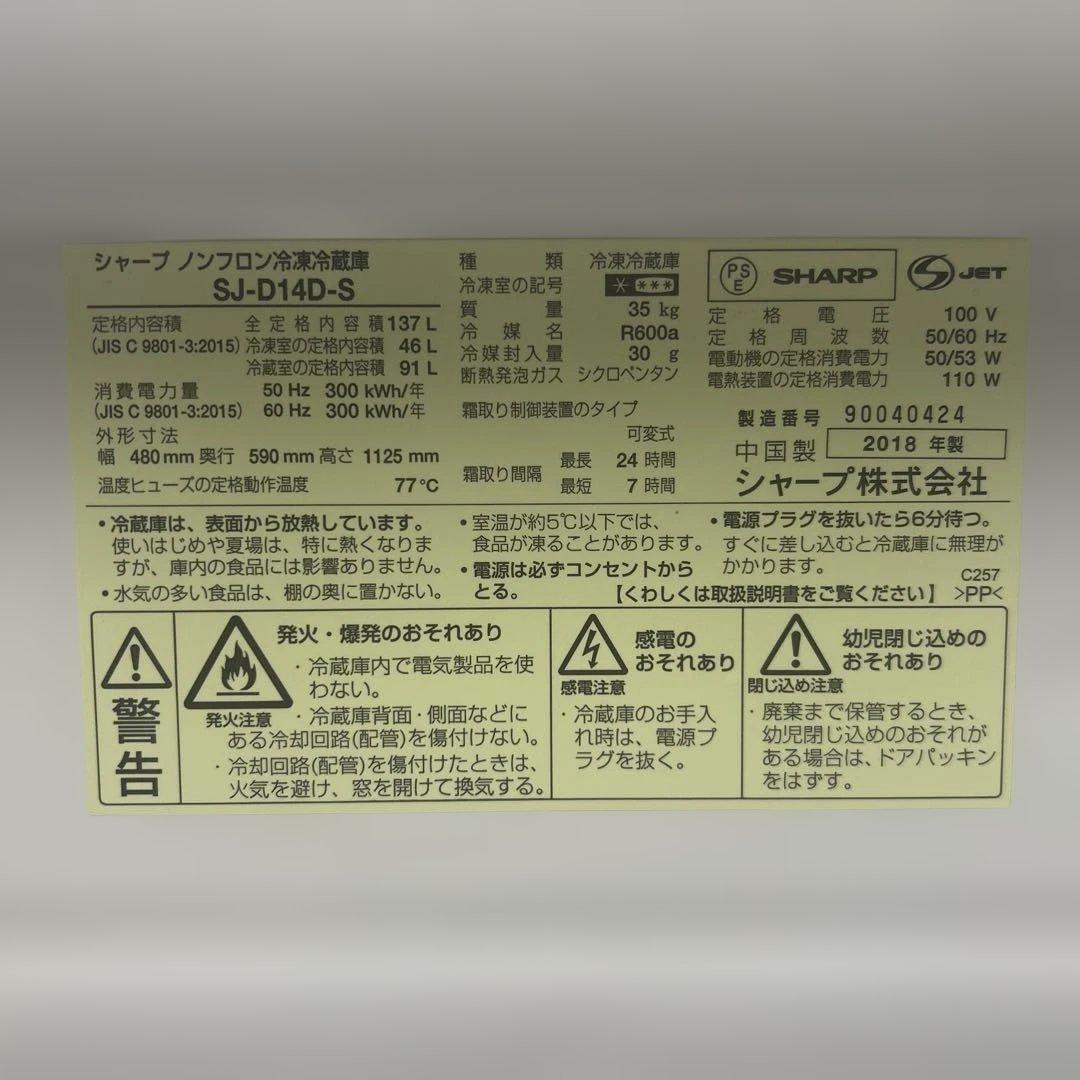 シャープ ノンフロン冷凍冷蔵庫
SJ-D14D-S
定格内容積 全定格内容積 137 L
(JIS C 9801-3:2015) 冷凍室の定格内容積 46 L
冷蔵室の定格内容積 91 L
消費電力量 50 Hz 300 kWh/年
(JIS C 9801-3:2015) 60 Hz 300 kWh/年
外形寸法
幅 480 mm 奥行 590 mm 高さ 1125 mm
温度ヒューズの定格動作温度 77℃
種類 冷凍冷蔵庫
冷凍室の記号 * ***
質量 35 kg
冷媒名 R600a
冷媒封入量 30 g
断熱発泡ガス シクロペンタン
霜取り制御装置のタイプ
可変式
霜取り間隔 最長 24 時間
最短 7 時間
PSE SHARP JET
定格電圧 100 V
定格周波数 50/60 Hz
電動機の定格消費電力 50/53 W
電熱装置の定格消費電力 110 W
製造番号 90040424
中国製 2018 年製
シャープ株式会社
・冷蔵庫は、表面から放熱しています。
使いはじめや夏場は、特に熱くなりま
すが、庫内の食品には影響ありません。
・水気の多い食品は、棚の奥に置かない。
・室温が約5℃以下では、
食品が凍ることがあります。
・電源は必ずコンセントから
とる。
・電源プラグを抜いたら6分待つ。
すぐに差し込むと冷蔵庫に無理が
かかります。
C257
【くわしくは取扱説明書をご覧ください】 >PP<
警告
発火・爆発のおそれあり
発火注意
・冷蔵庫内で電気製品を使
わない。
・冷蔵庫背面・側面などに
ある冷却回路(配管)を傷付けない。
・冷却回路(配管)を傷付けたときは、
火気を避け、窓を開けて換気する。
感電の
おそれあり
感電注意
・冷蔵庫のお手入
れ時は、電源プ
ラグを抜く。
幼児閉じ込めの
おそれあり
閉じ込め注意
・廃棄まで保管するとき、
幼児閉じ込めのおそれが
ある場合は、ドアパッキン
をはずす。